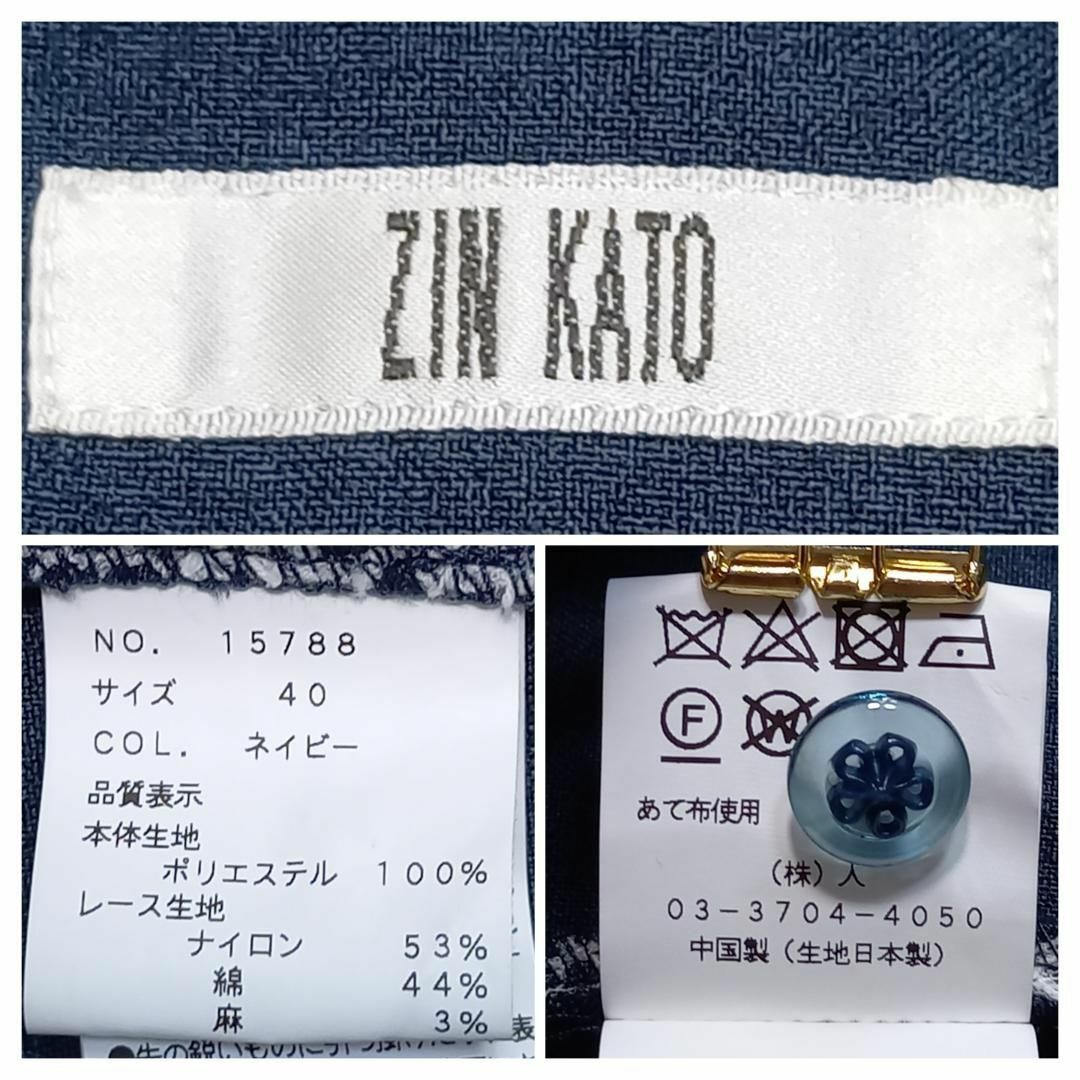 ZIN KATO
NO. 15788
サイズ 40
COL. ネイビー
品質表示
本体生地
ポリエステル 100%
レース生地
ナイロン 53%
綿 44%
麻 3%
表
F
W
あて布使用
(株)人
03-3704-4050
中国製(生地日本製)